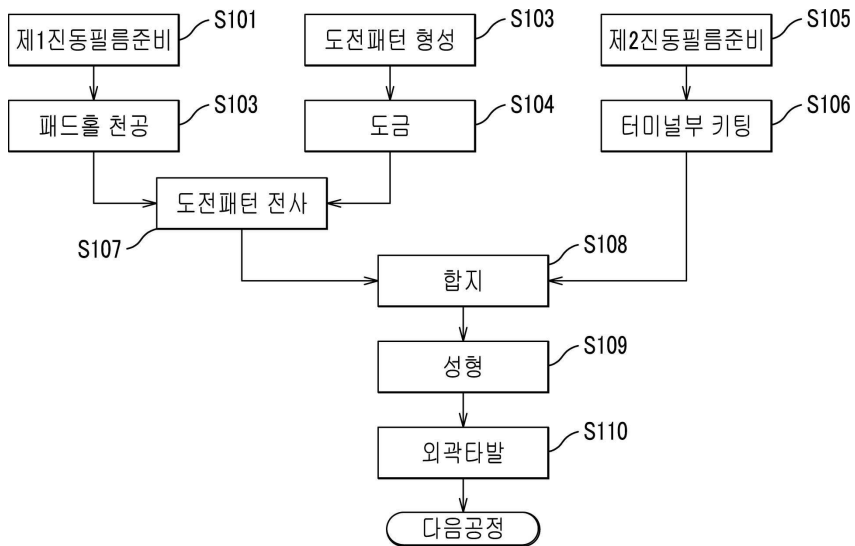 제1진동필름준비
S101
도전패턴 형성
S103
제2진동필름준비
S105
패드홀 천공
S103
도금
S104
터미널부 키팅
S106
도전패턴 전사
S107
합지
S108
성형
S109
외곽타발
S110
다음공정